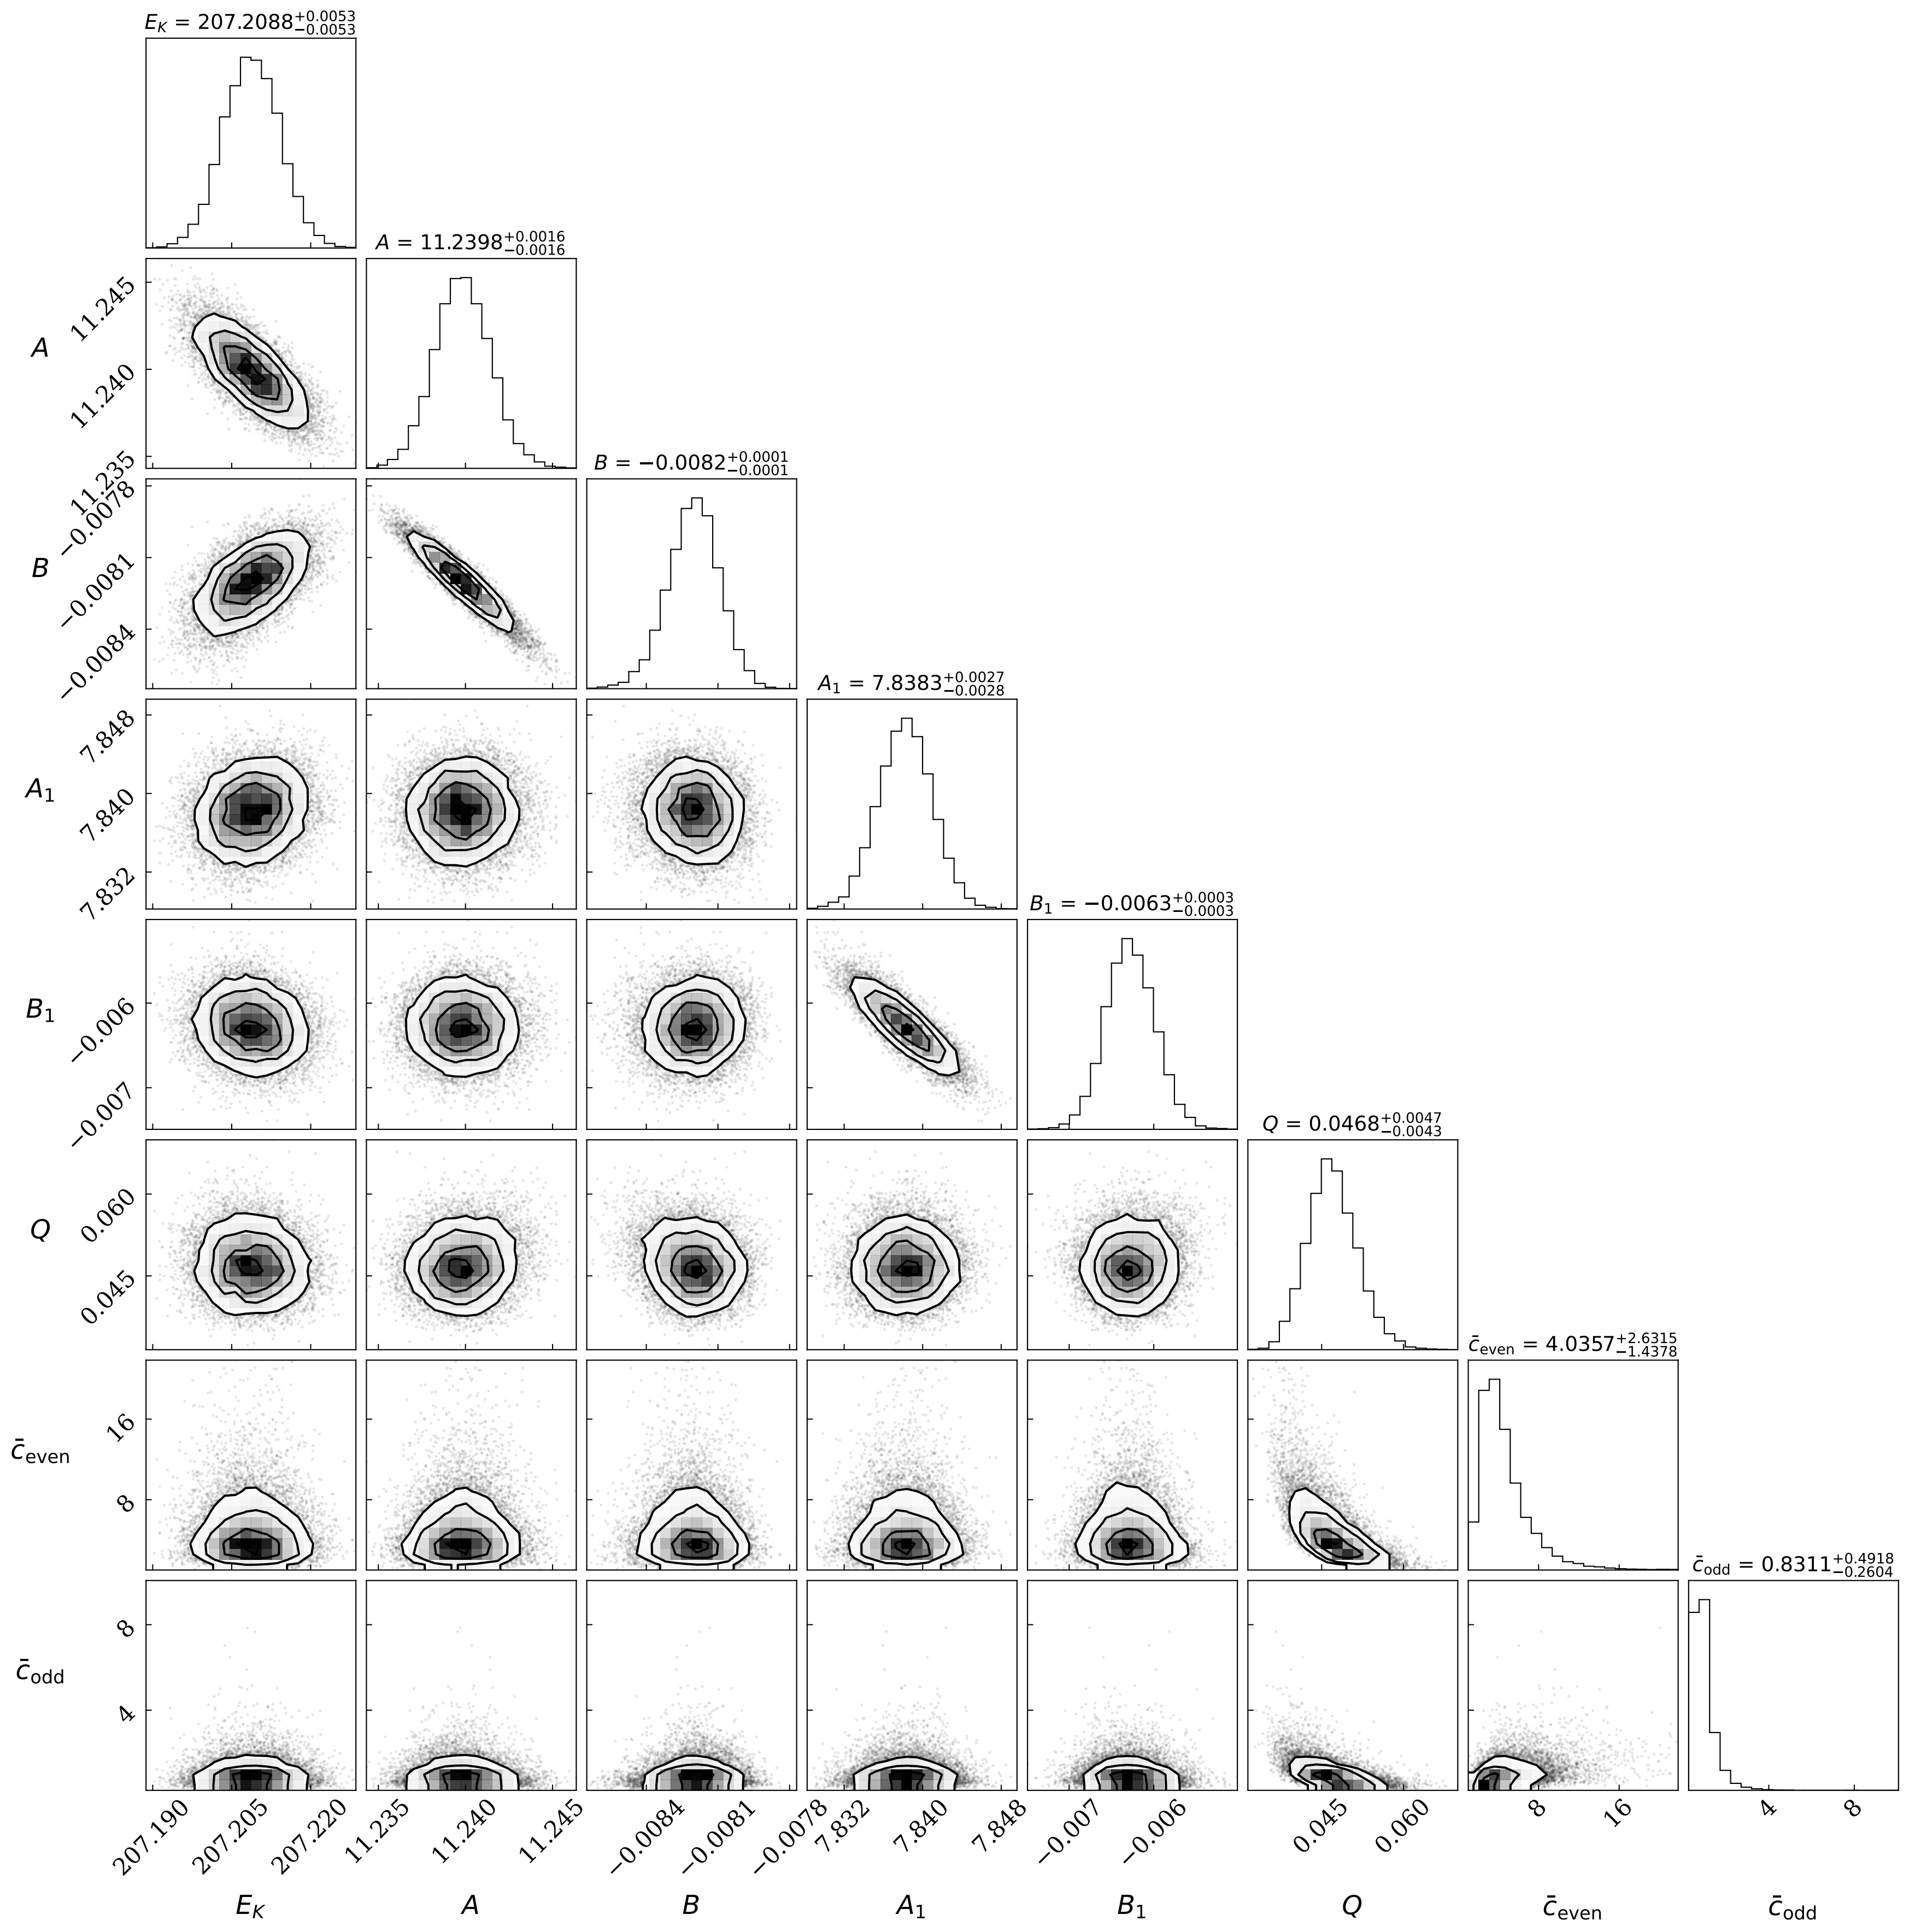 E_K = 207.2088^{+0.0053}_{−0.0053}
A = 11.2398^{+0.0016}_{−0.0016}
11.245
11.240
11.235
A
B = −0.0082^{+0.0001}_{−0.0001}
−0.0078
−0.0081
−0.0084
B
A_1 = 7.8383^{+0.0027}_{−0.0028}
7.848
7.840
7.832
A_1
B_1 = −0.0063^{+0.0003}_{−0.0003}
−0.006
−0.007
B_1
Q = 0.0468^{+0.0047}_{−0.0043}
0.060
0.045
Q
c̄_even = 4.0357^{+2.6315}_{−1.4378}
16
8
c̄_even
c̄_odd = 0.8311^{+0.4918}_{−0.2604}
8
4
c̄_odd
207.190 207.205 207.220 11.235 11.240 11.245 −0.0084 −0.0081 −0.0078 7.832 7.840 7.848 −0.007 −0.006 0.045 0.060 8 16 4 8
E_K A B A_1 B_1 Q c̄_even c̄_odd